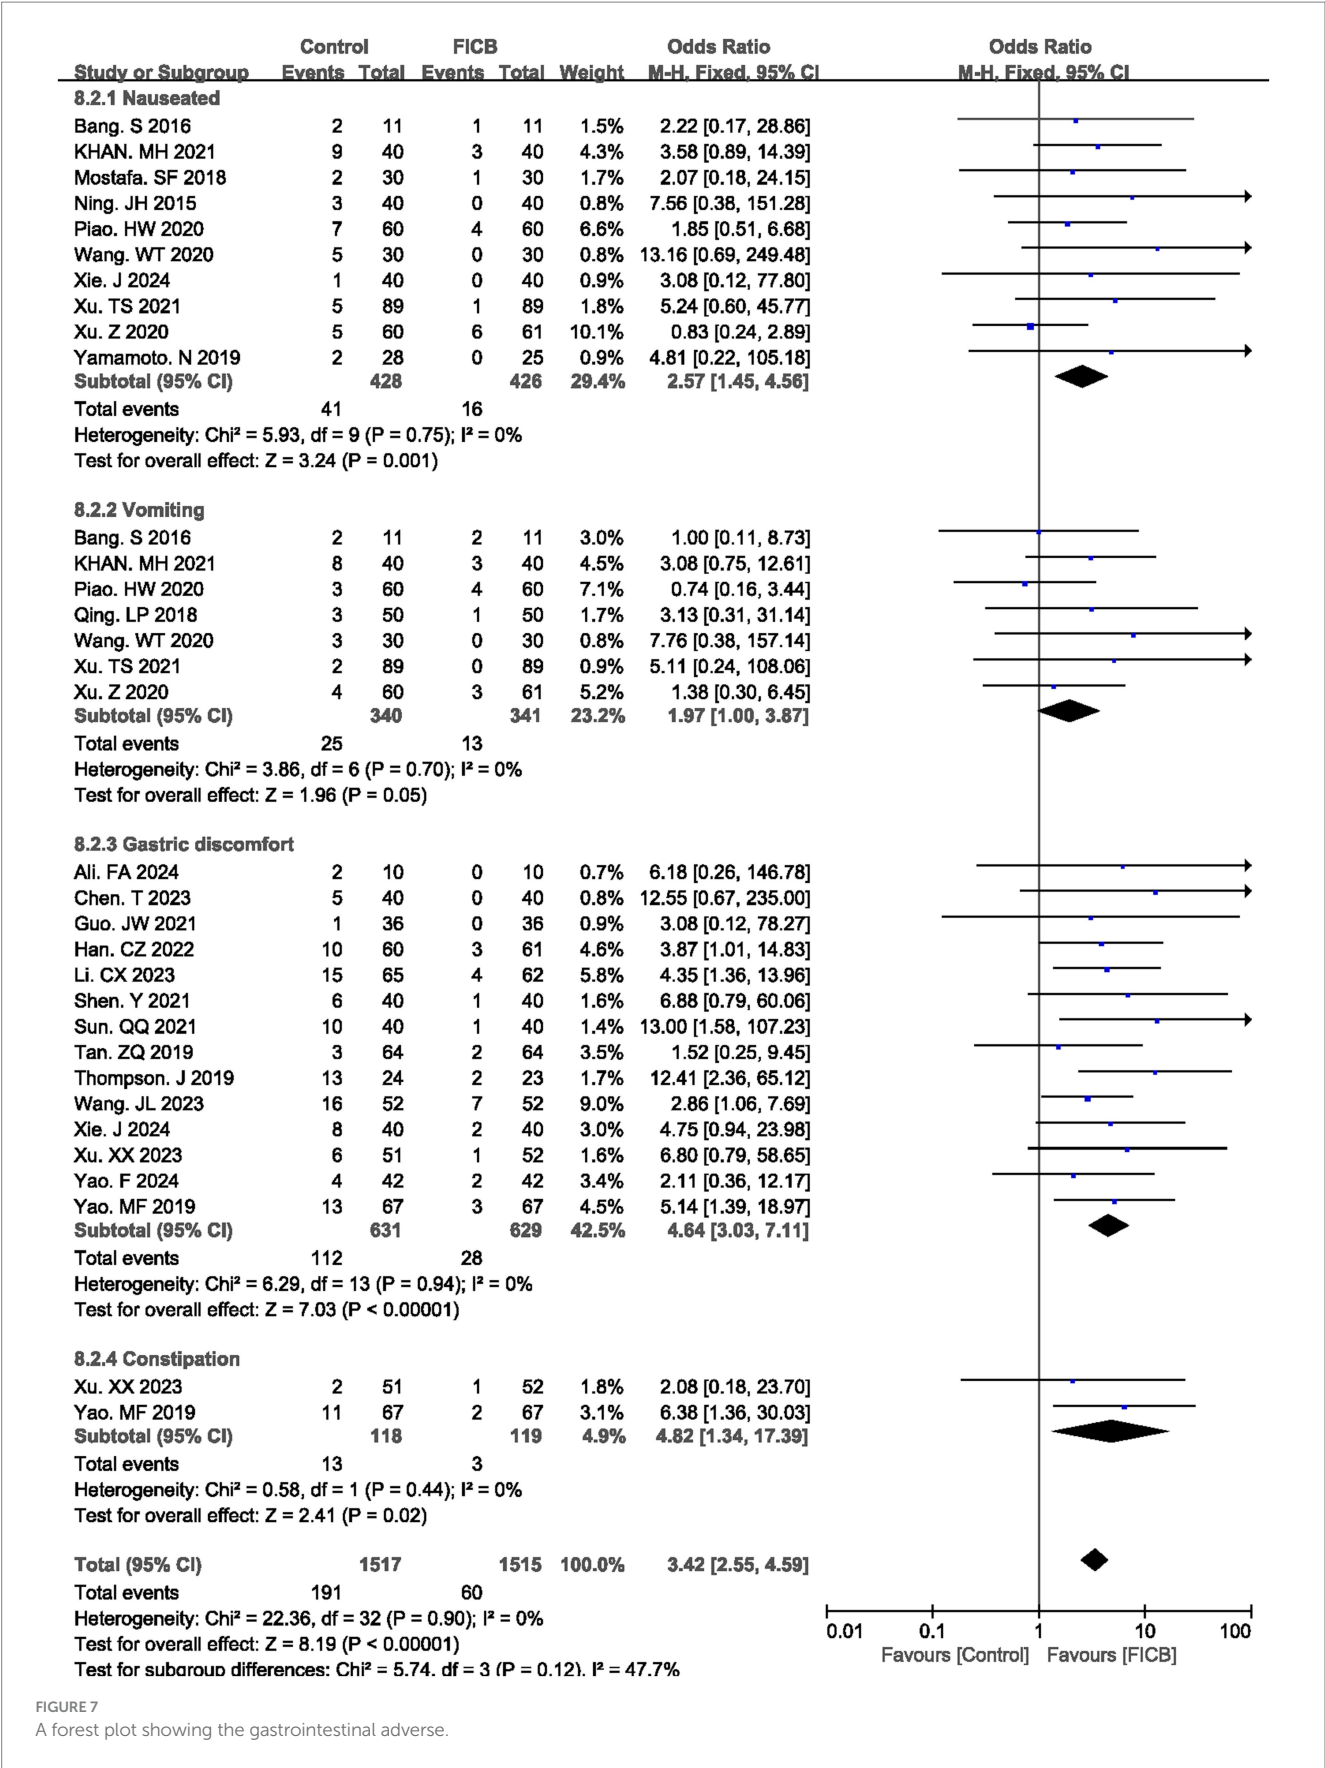 Control FICB Odds Ratio Odds Ratio
Study or Subgroup Events Total Events Total Weight M-H, Fixed, 95% CI M-H, Fixed, 95% CI
8.2.1 Nauseated
Bang. S 2016 2 11 1 11 1.5% 2.22 [0.17, 28.86]
KHAN. MH 2021 9 40 3 40 4.3% 3.58 [0.89, 14.39]
Mostafa. SF 2018 2 30 1 30 1.7% 2.07 [0.18, 24.15]
Ning. JH 2015 3 40 0 40 0.8% 7.56 [0.38, 151.28]
Piao. HW 2020 7 60 4 60 6.6% 1.85 [0.51, 6.68]
Wang. WT 2020 5 30 0 30 0.8% 13.16 [0.69, 249.48]
Xie. J 2024 1 40 0 40 0.9% 3.08 [0.12, 77.80]
Xu. TS 2021 5 89 1 89 1.8% 5.24 [0.60, 45.77]
Xu. Z 2020 5 60 6 61 10.1% 0.83 [0.24, 2.89]
Yamamoto. N 2019 2 28 0 25 0.9% 4.81 [0.22, 105.18]
Subtotal (95% CI) 428 426 29.4% 2.57 [1.45, 4.56]
Total events 41 16
Heterogeneity: Chi² = 5.93, df = 9 (P = 0.75); I² = 0%
Test for overall effect: Z = 3.24 (P = 0.001)
8.2.2 Vomiting
Bang. S 2016 2 11 2 11 3.0% 1.00 [0.11, 8.73]
KHAN. MH 2021 8 40 3 40 4.5% 3.08 [0.75, 12.61]
Piao. HW 2020 3 60 4 60 7.1% 0.74 [0.16, 3.44]
Qing. LP 2018 3 50 1 50 1.7% 3.13 [0.31, 31.14]
Wang. WT 2020 3 30 0 30 0.8% 7.76 [0.38, 157.14]
Xu. TS 2021 2 89 0 89 0.9% 5.11 [0.24, 108.06]
Xu. Z 2020 4 60 3 61 5.2% 1.38 [0.30, 6.45]
Subtotal (95% CI) 340 341 23.2% 1.97 [1.00, 3.87]
Total events 25 13
Heterogeneity: Chi² = 3.86, df = 6 (P = 0.70); I² = 0%
Test for overall effect: Z = 1.96 (P = 0.05)
8.2.3 Gastric discomfort
Ali. FA 2024 2 10 0 10 0.7% 6.18 [0.26, 146.78]
Chen. T 2023 5 40 0 40 0.8% 12.55 [0.67, 235.00]
Guo. JW 2021 1 36 0 36 0.9% 3.08 [0.12, 78.27]
Han. CZ 2022 10 60 3 61 4.6% 3.87 [1.01, 14.83]
Li. CX 2023 15 65 4 62 5.8% 4.35 [1.36, 13.96]
Shen. Y 2021 6 40 1 40 1.6% 6.88 [0.79, 60.06]
Sun. QQ 2021 10 40 1 40 1.4% 13.00 [1.58, 107.23]
Tan. ZQ 2019 3 64 2 64 3.5% 1.52 [0.25, 9.45]
Thompson. J 2019 13 24 2 23 1.7% 12.41 [2.36, 65.12]
Wang. JL 2023 16 52 7 52 9.0% 2.86 [1.06, 7.69]
Xie. J 2024 8 40 2 40 3.0% 4.75 [0.94, 23.98]
Xu. XX 2023 6 51 1 52 1.6% 6.80 [0.79, 58.65]
Yao. F 2024 4 42 2 42 3.4% 2.11 [0.36, 12.17]
Yao. MF 2019 13 67 3 67 4.5% 5.14 [1.39, 18.97]
Subtotal (95% CI) 631 629 42.5% 4.64 [3.03, 7.11]
Total events 112 28
Heterogeneity: Chi² = 6.29, df = 13 (P = 0.94); I² = 0%
Test for overall effect: Z = 7.03 (P < 0.00001)
8.2.4 Constipation
Xu. XX 2023 2 51 1 52 1.8% 2.08 [0.18, 23.70]
Yao. MF 2019 11 67 2 67 3.1% 6.38 [1.36, 30.03]
Subtotal (95% CI) 118 119 4.9% 4.82 [1.34, 17.39]
Total events 13 3
Heterogeneity: Chi² = 0.58, df = 1 (P = 0.44); I² = 0%
Test for overall effect: Z = 2.41 (P = 0.02)
Total (95% CI) 1517 1515 100.0% 3.42 [2.55, 4.59]
Total events 191 60
Heterogeneity: Chi² = 22.36, df = 32 (P = 0.90); I² = 0%
Test for overall effect: Z = 8.19 (P < 0.00001)
Test for subgroup differences: Chi² = 5.74, df = 3 (P = 0.12), I² = 47.7%
0.01 0.1 1 10 100
Favours [Control] Favours [FICB]
FIGURE 7
A forest plot showing the gastrointestinal adverse.